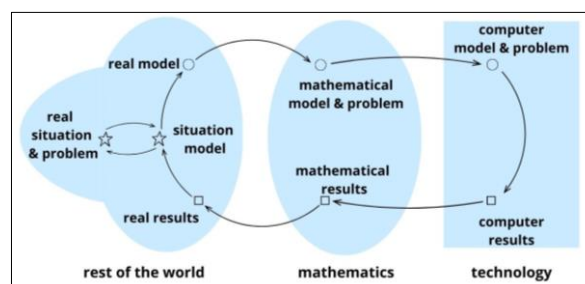 computer
model & problem
real model
mathematical
model & problem
real
situation
& problem
situation
model
mathematical
results
real results
computer
results
rest of the world
mathematics
technology